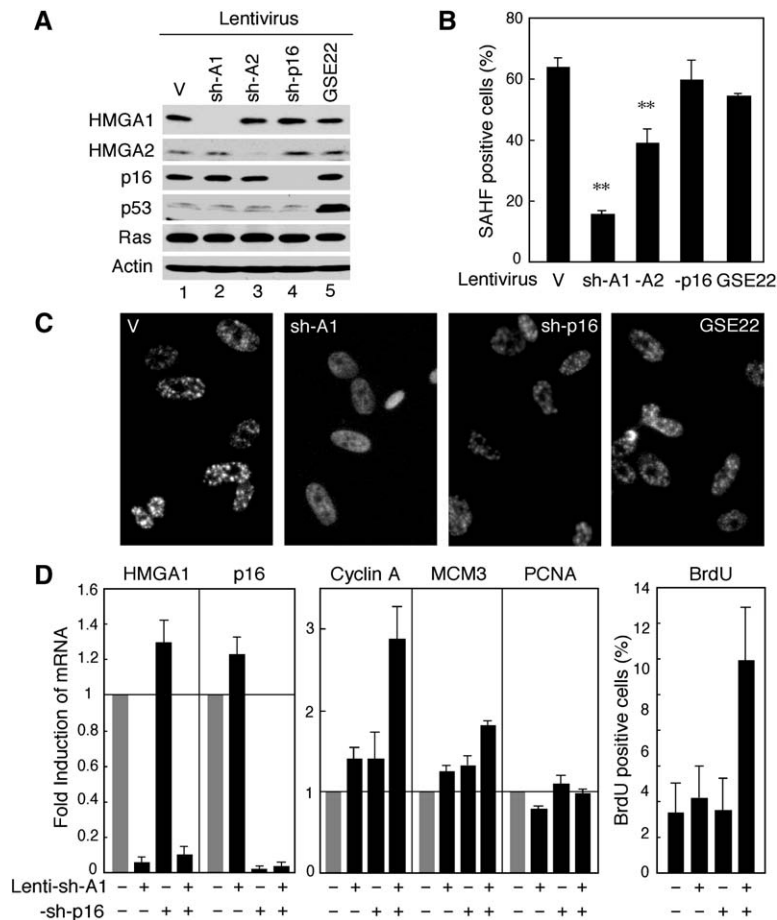 A
Lentivirus
V sh-A1 sh-A2 sh-p16 GSE22
HMGA1
HMGA2
p16
p53
Ras
Actin
1 2 3 4 5
B
SAHF positive cells (%)
80
60
40
20
0
** **
Lentivirus V sh-A1 -A2 -p16 GSE22
C
V sh-A1 sh-p16 GSE22
D
HMGA1 p16
Fold Induction of mRNA
1.6
1.4
1.2
1
0.8
0.6
0.4
0.2
0
Cyclin A MCM3 PCNA
3
2
1
0
BrdU
BrdU positive cells (%)
14
12
10
8
6
4
2
0
Lenti-sh-A1 - + - + - + - + - + - + - + - + - + - + - + - +
-sh-p16 - - + + - - + + - - + + - - + + - - + + - - + +